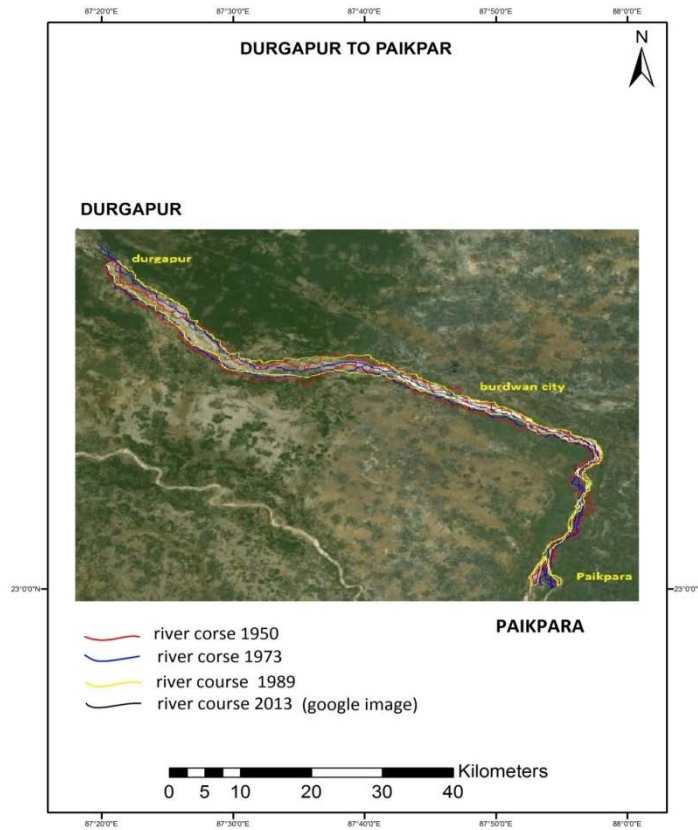 87°20'0"E 87°30'0"E 87°40'0"E 87°50'0"E 88°0'0"E
DURGAPUR TO PAIKPAR
N
DURGAPUR
durgapur
burdwan city
Paikpara
23°0'0"N 23°0'0"
PAIKPARA
river corse 1950
river corse 1973
river course 1989
river course 2013 (google image)
Kilometers
0 5 10 20 30 40
87°20'0"E 87°30'0"E 87°40'0"E 87°50'0"E 88°0'0"E